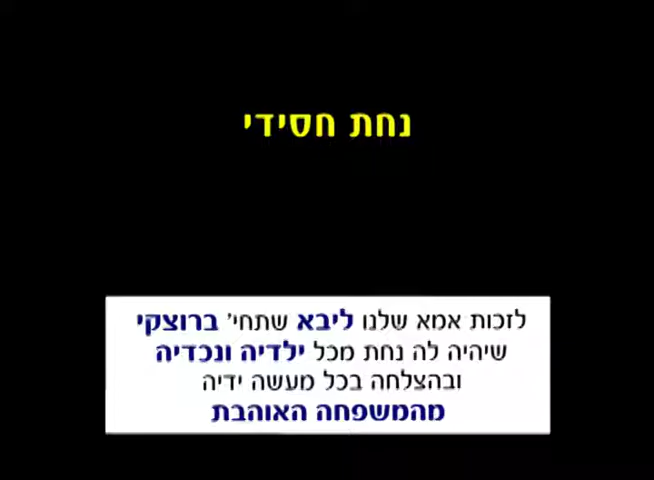 נחת חסידי
לזכות אמא שלנו ליבא שתחי' ברוצקי
שיהיה לה נחת מכל ילדיה ונכדיה
ובהצלחה בכל מעשה ידיה
מהמשפחה האוהבת